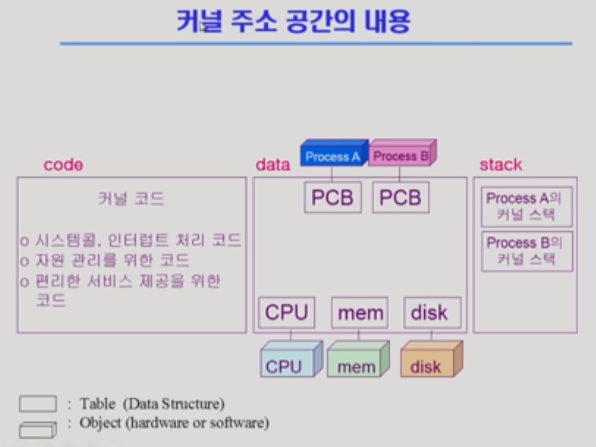 커널 주소 공간의 내용
code
data
stack
Process A
Process B
커널 코드
o 시스템콜, 인터럽트 처리 코드
o 자원 관리를 위한 코드
o 편리한 서비스 제공을 위한
코드
PCB
PCB
CPU
mem
disk
CPU
mem
disk
Process A의
커널 스택
Process B의
커널 스택
: Table (Data Structure)
: Object (hardware or software)